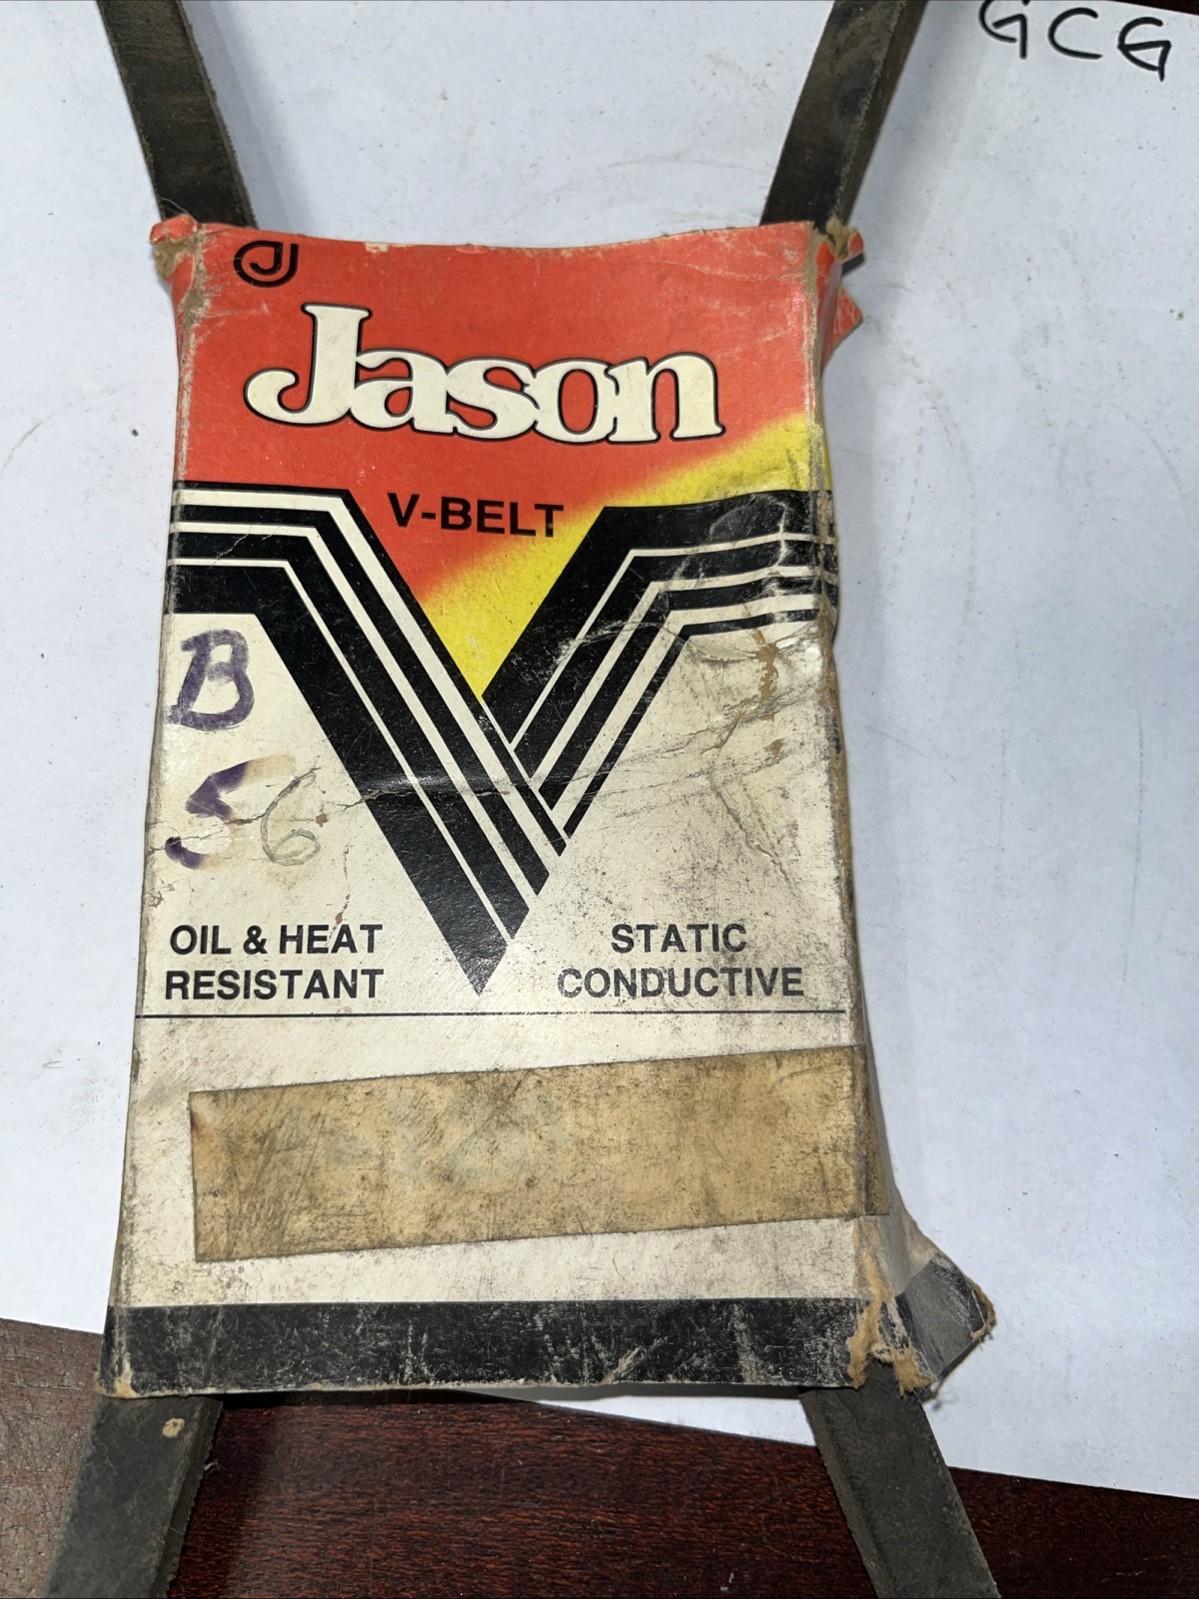 GCG
Jason
V-BELT
B
56
OIL & HEAT
RESISTANT
STATIC
CONDUCTIVE